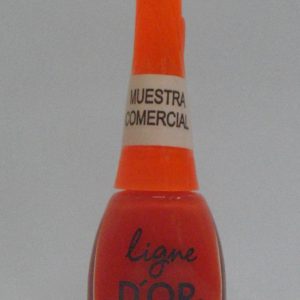 MUESTRA
COMERCIAL
ligne
D'OR